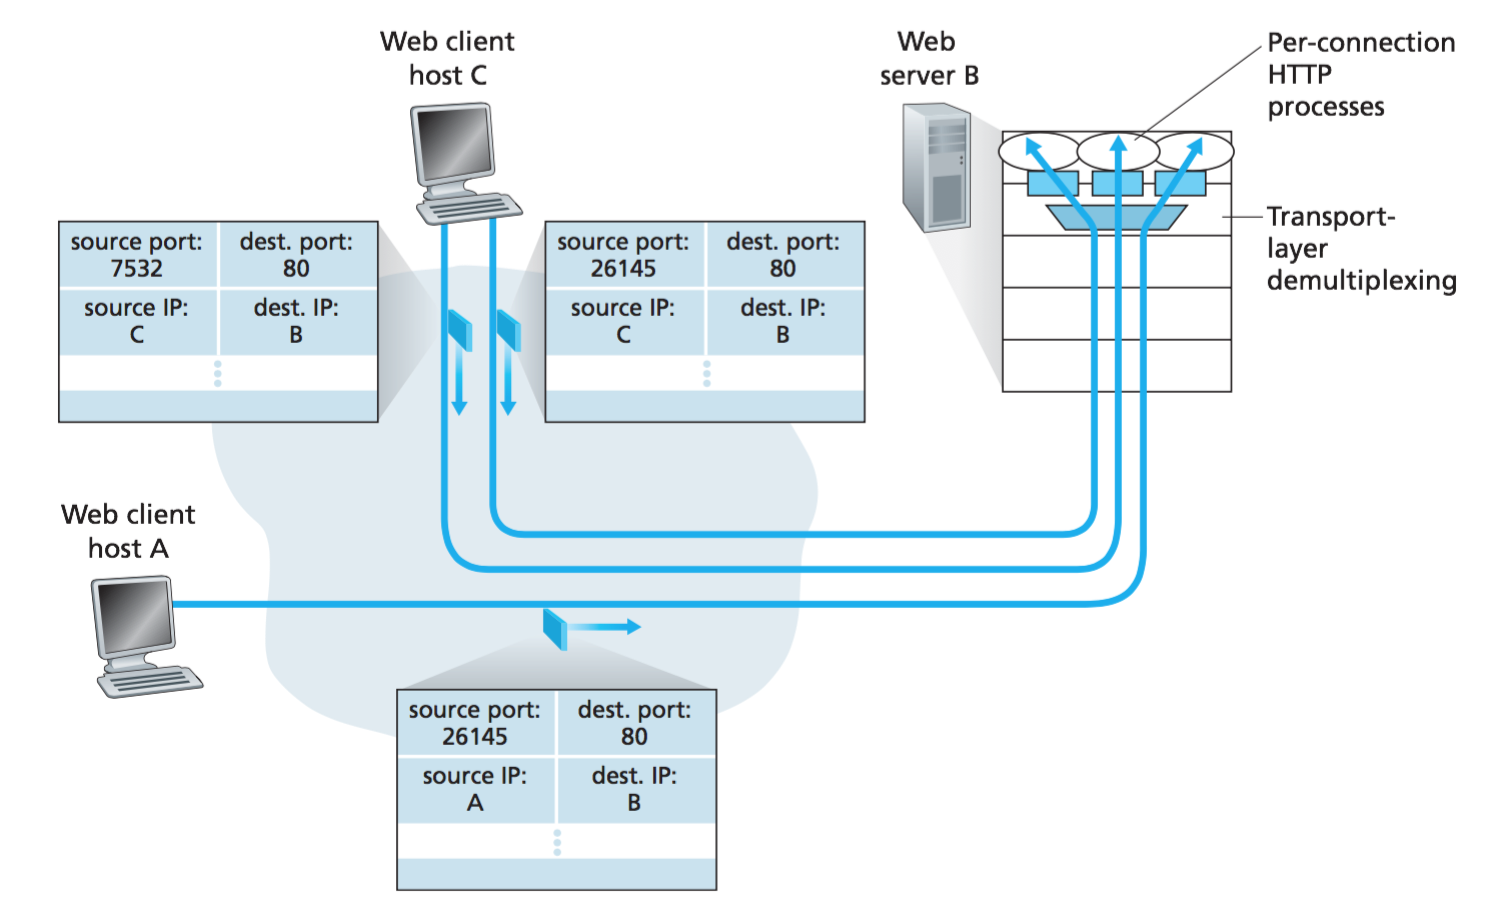 Web client
host C
Web
server B
Per-connection
HTTP
processes
Transport-
layer
demultiplexing
source port:
7532
dest. port:
80
source IP:
C
dest. IP:
B
source port:
26145
dest. port:
80
source IP:
C
dest. IP:
B
Web client
host A
source port:
26145
dest. port:
80
source IP:
A
dest. IP:
B